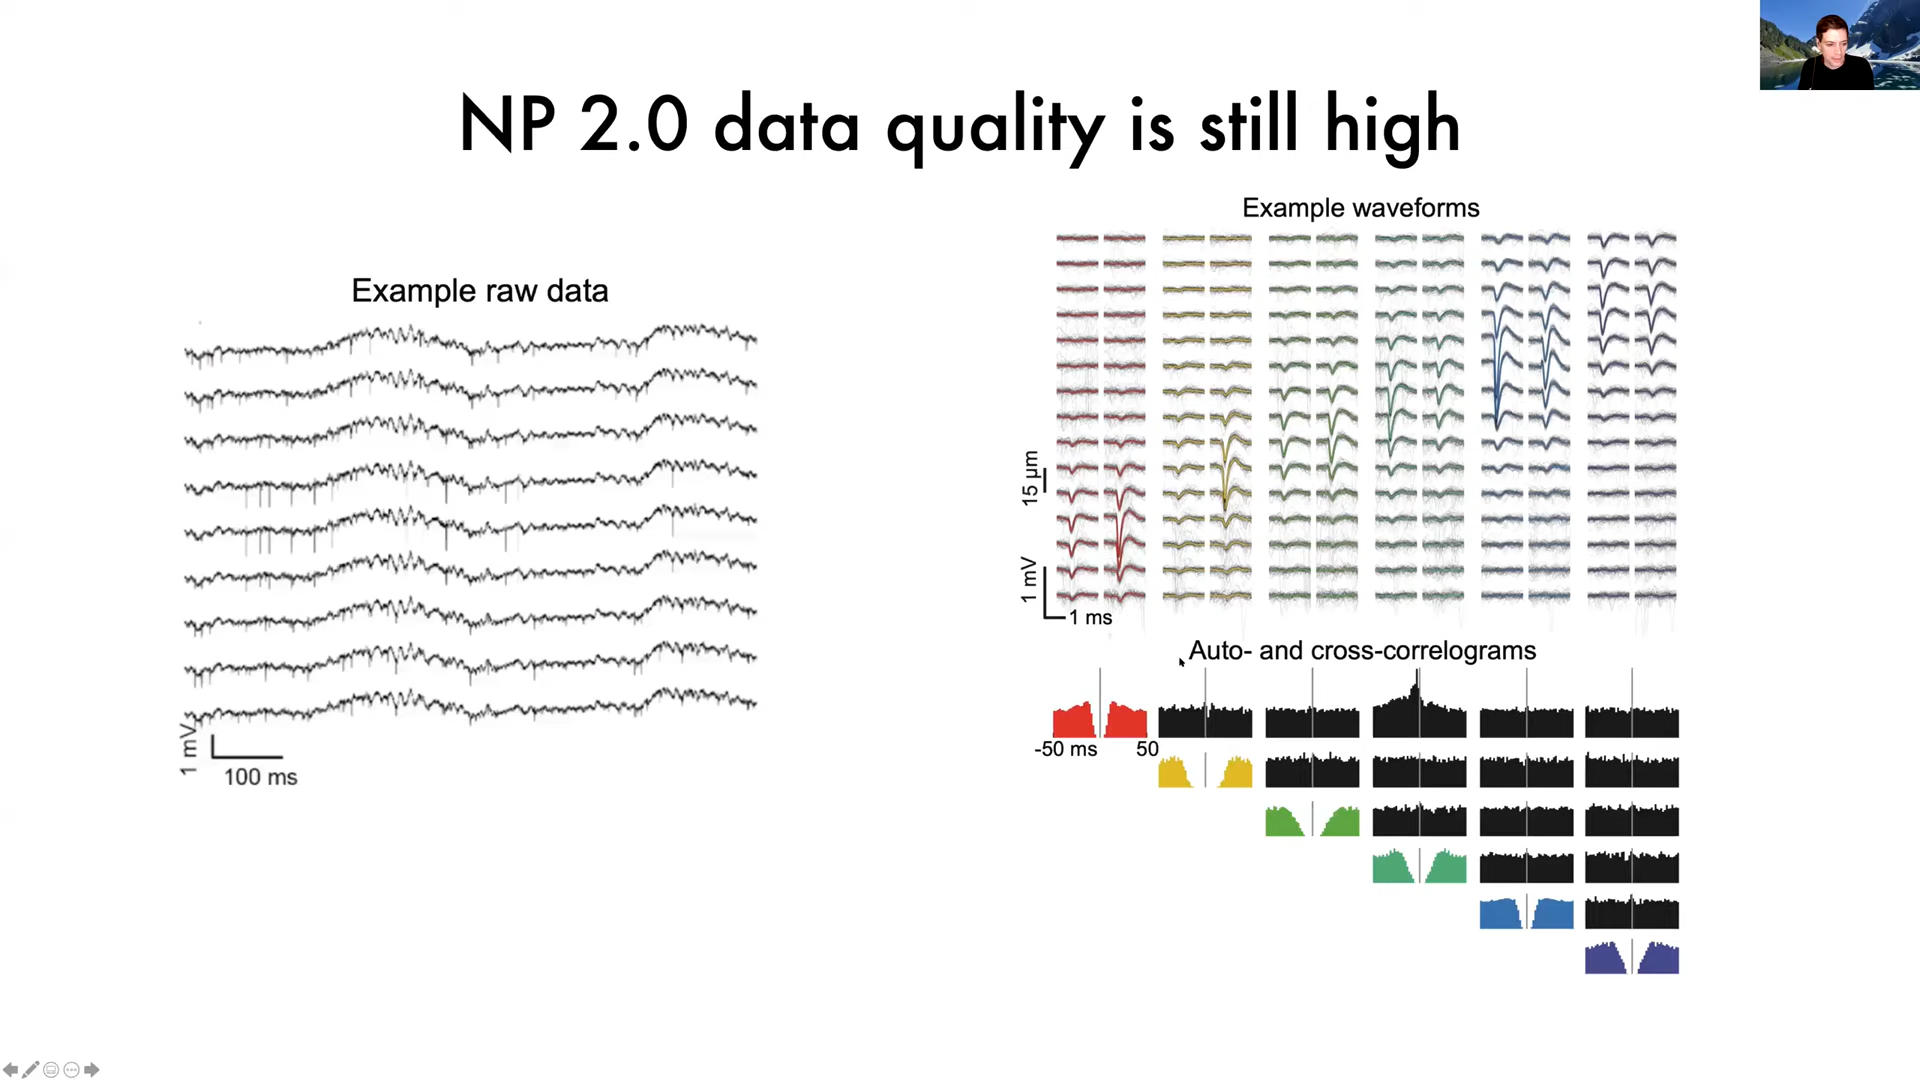 NP 2.0 data quality is still high
Example raw data
1 mV
100 ms
Example waveforms
15 µm
1 mV
1 ms
Auto- and cross-correlograms
-50 ms
50